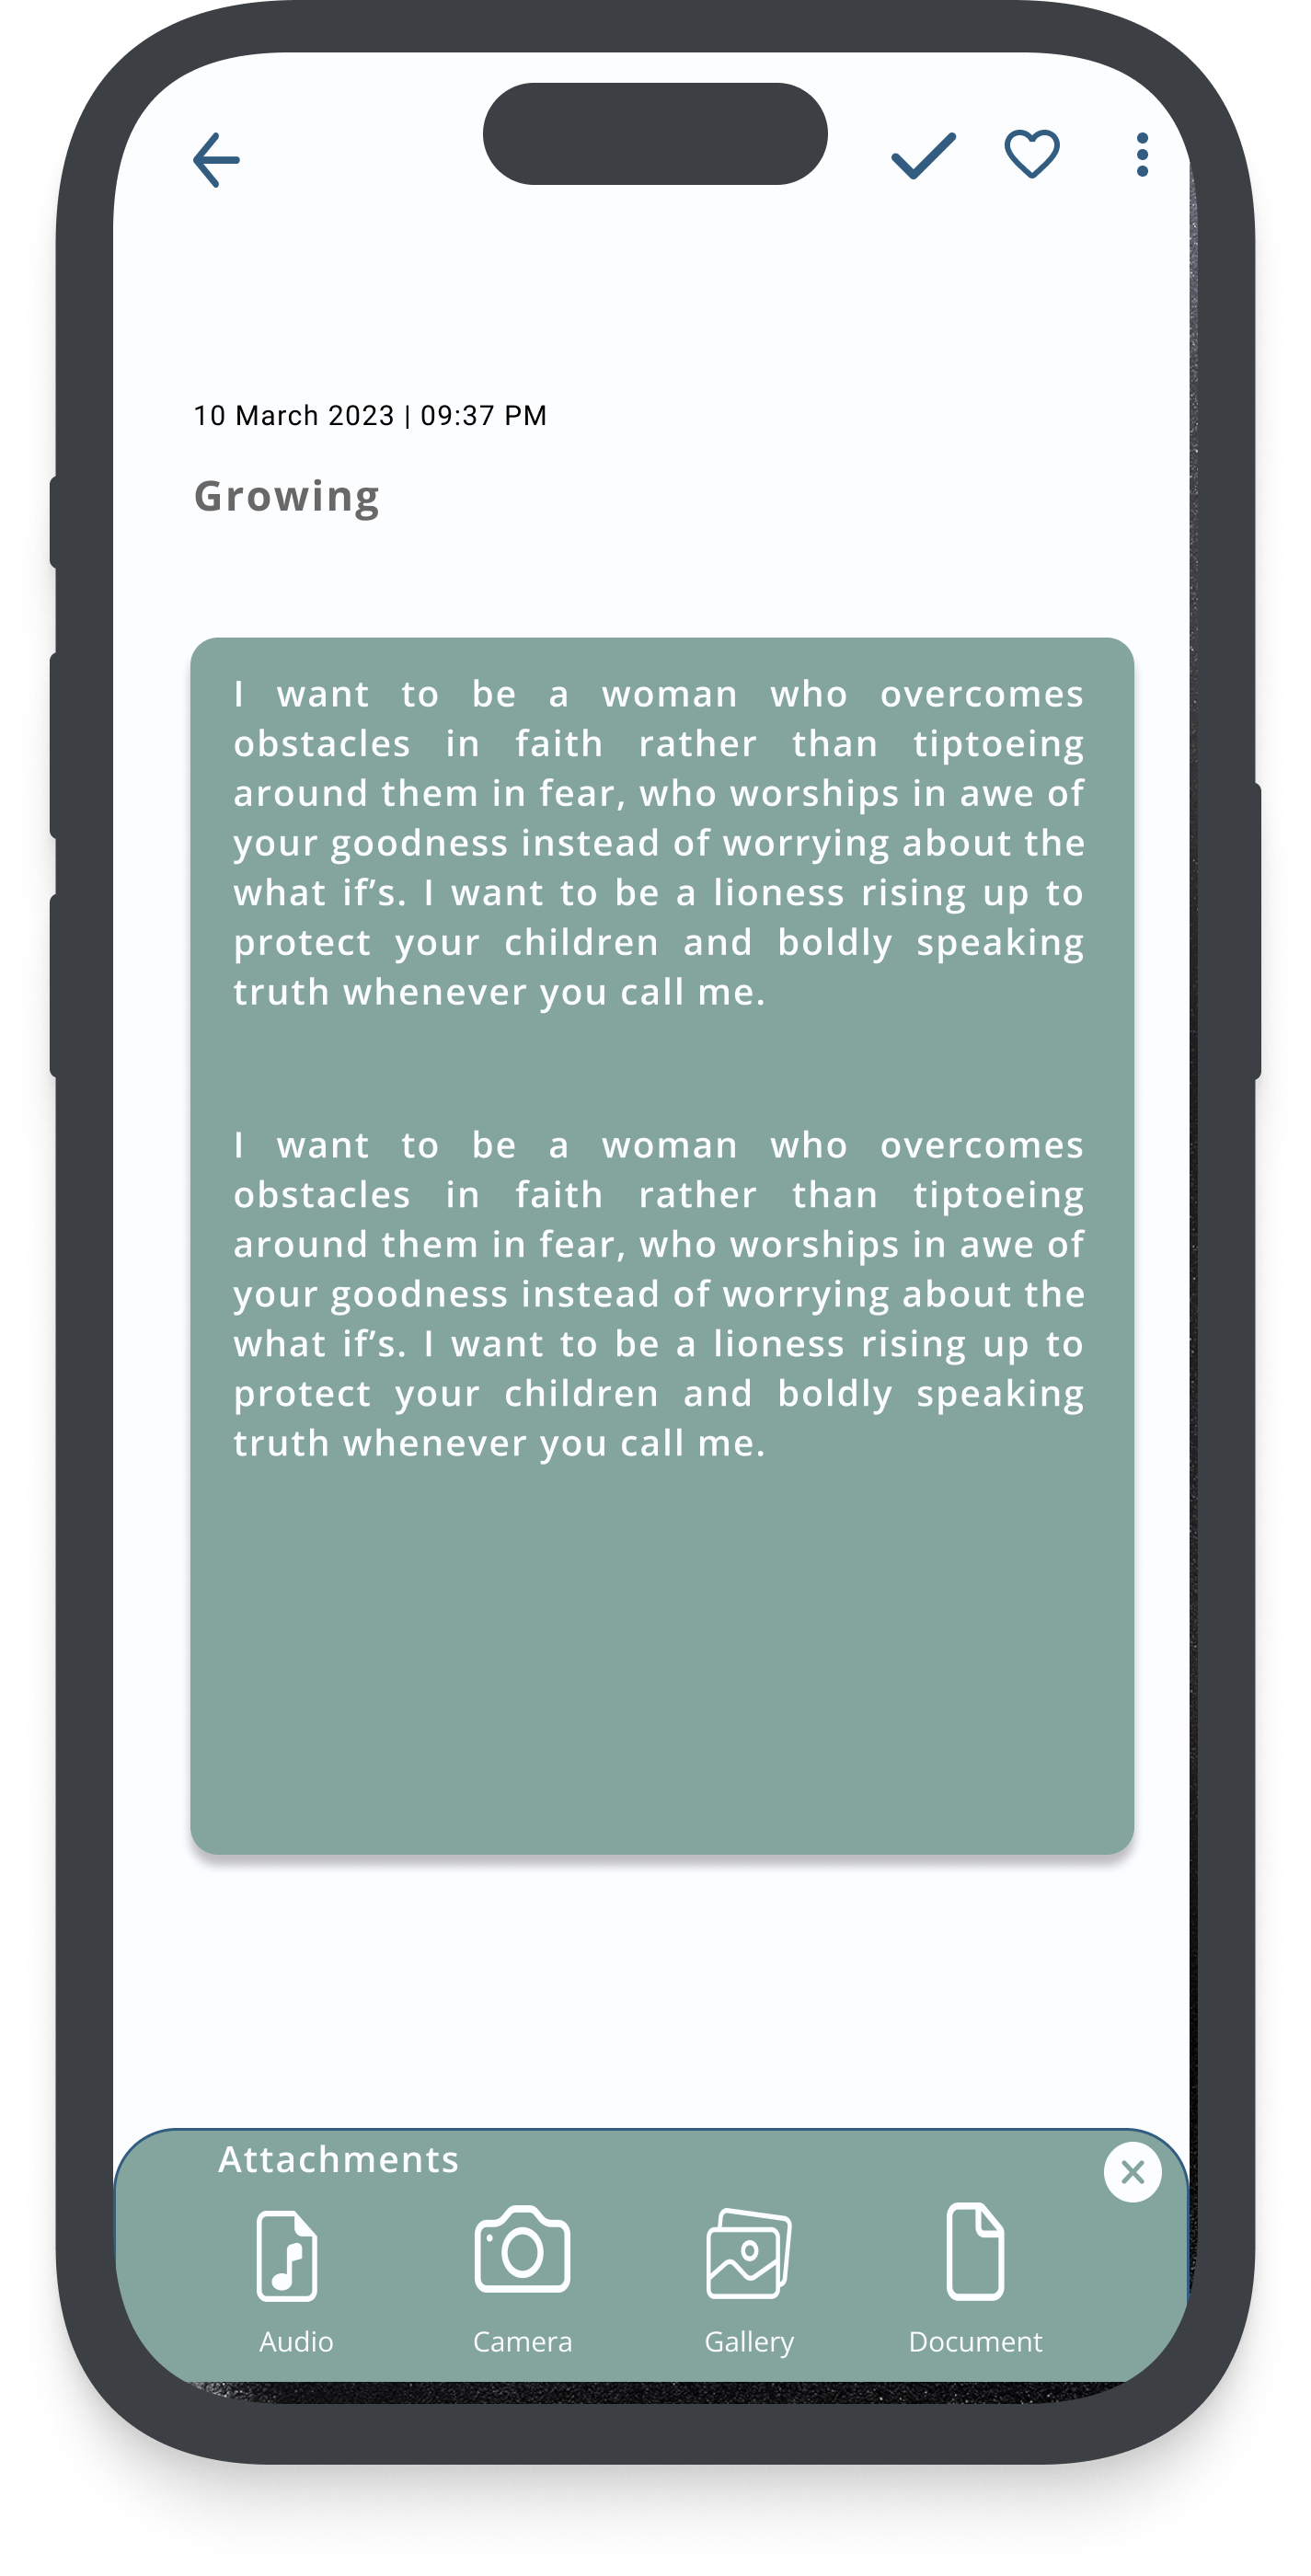 10 March 2023 | 09:37 PM
Growing
I want to be a woman who overcomes
obstacles in faith rather than tiptoeing
around them in fear, who worships in awe of
your goodness instead of worrying about the
what if’s. I want to be a lioness rising up to
protect your children and boldly speaking
truth whenever you call me.
I want to be a woman who overcomes
obstacles in faith rather than tiptoeing
around them in fear, who worships in awe of
your goodness instead of worrying about the
what if’s. I want to be a lioness rising up to
protect your children and boldly speaking
truth whenever you call me.
Attachments
Audio Camera Gallery Document